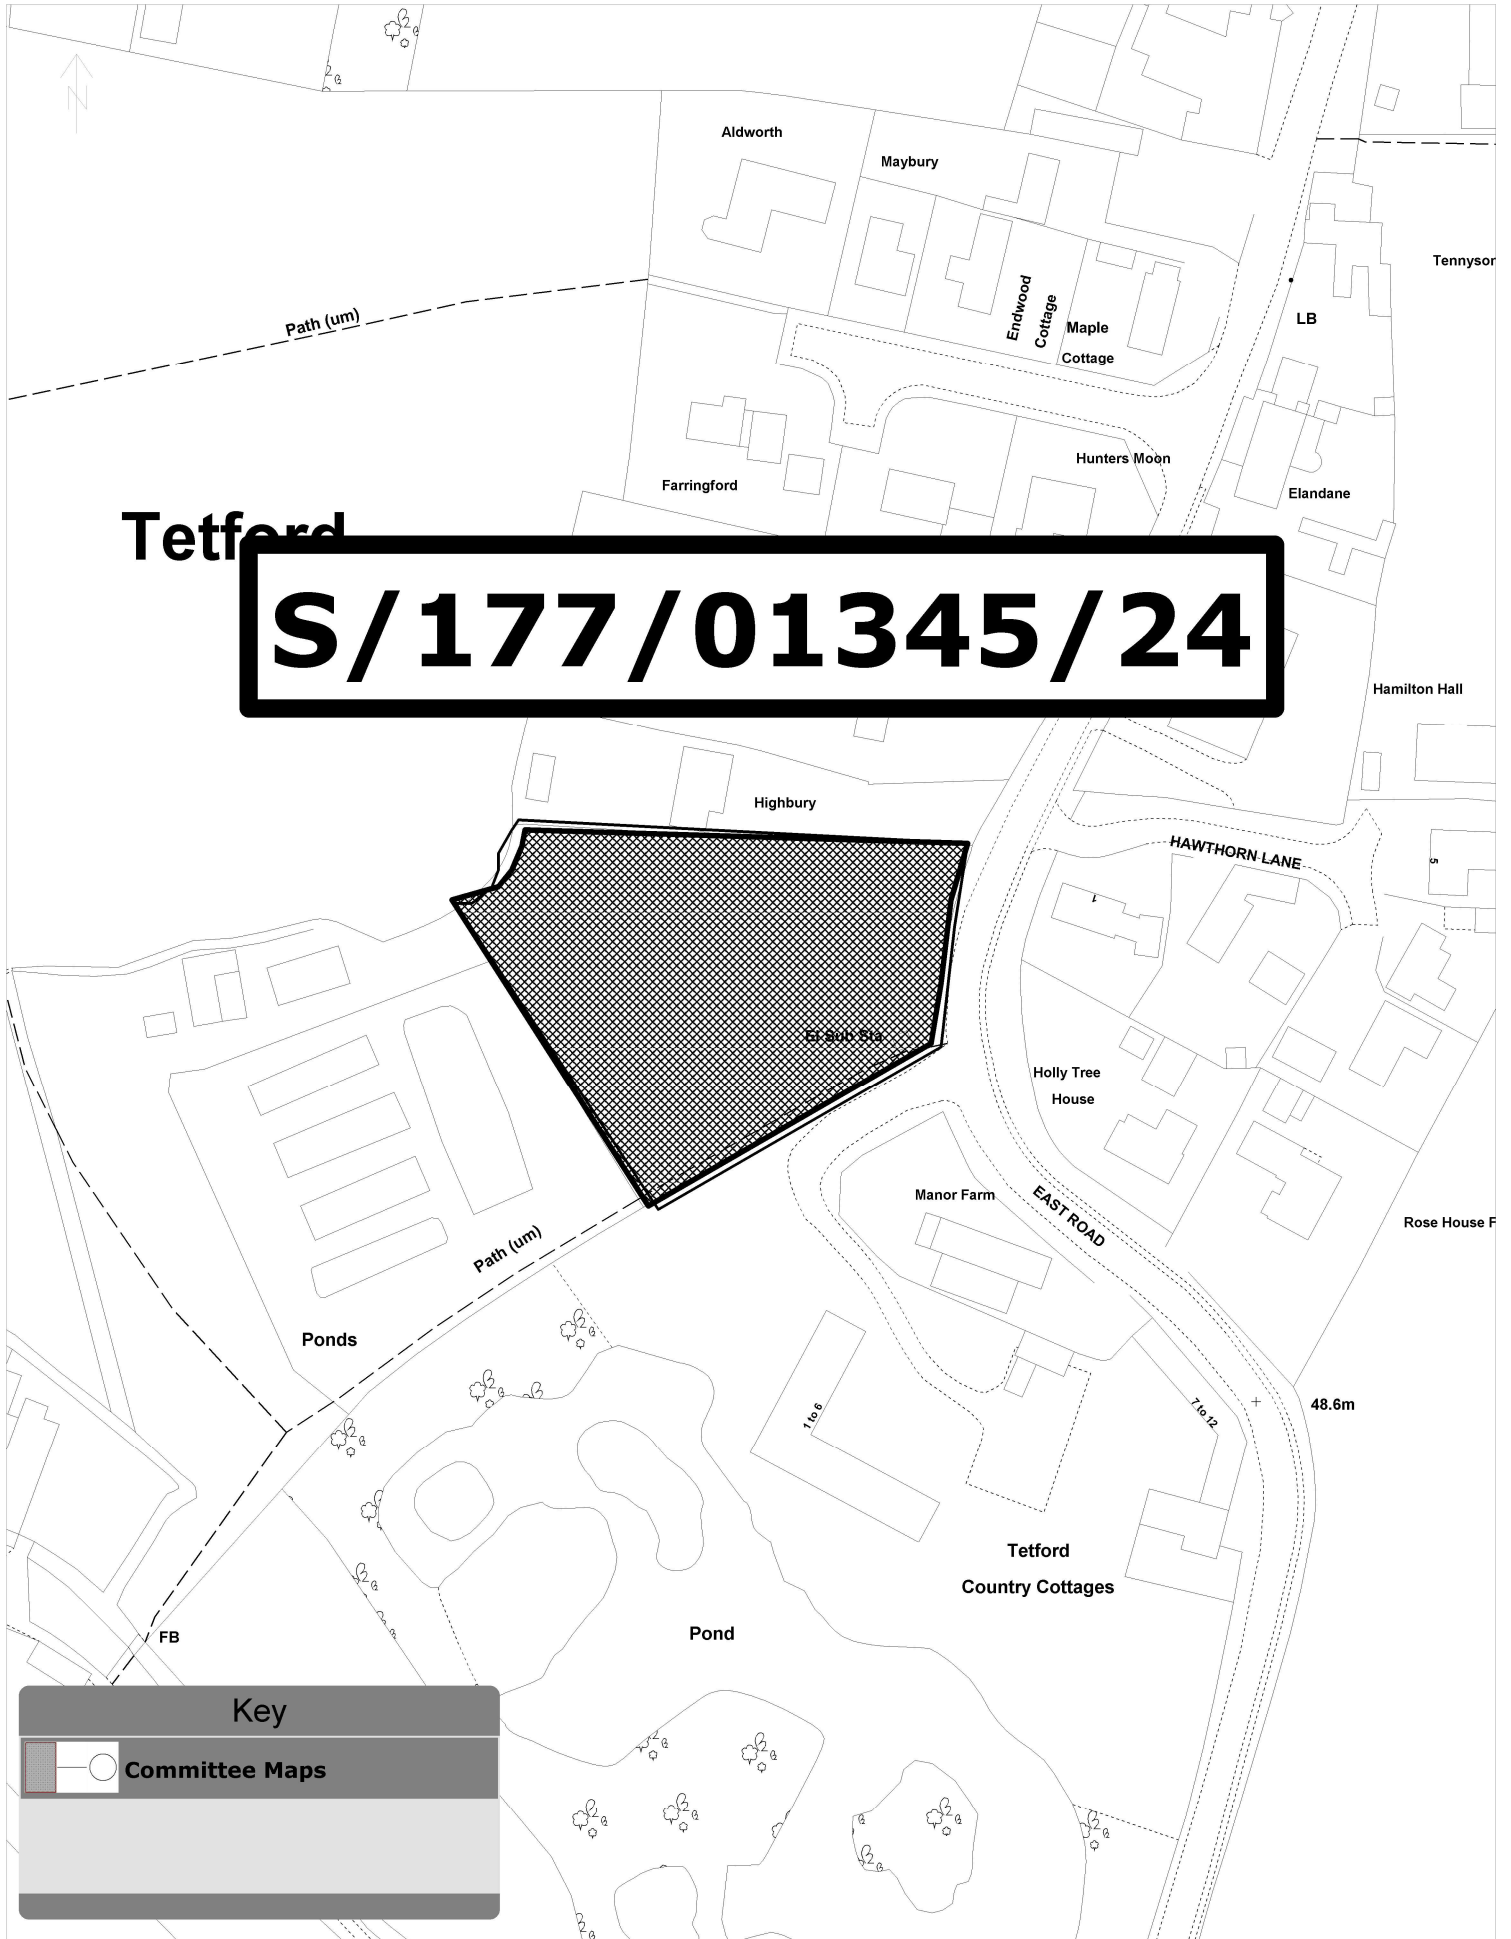 N
Aldworth
Maybury
Tennyson
Endwood
Cottage
Maple
Cottage
LB
Path (um)
Hunters Moon
Farringford
Elandane
Tetford
S/177/01345/24
Hamilton Hall
Highbury
HAWTHORN LANE
5
1
El Sub Sta
Holly Tree
House
Manor Farm
EAST ROAD
Rose House F
Path (um)
Ponds
1 to 6
7 to 12
48.6m
Tetford
Country Cottages
Pond
FB
Key
Committee Maps